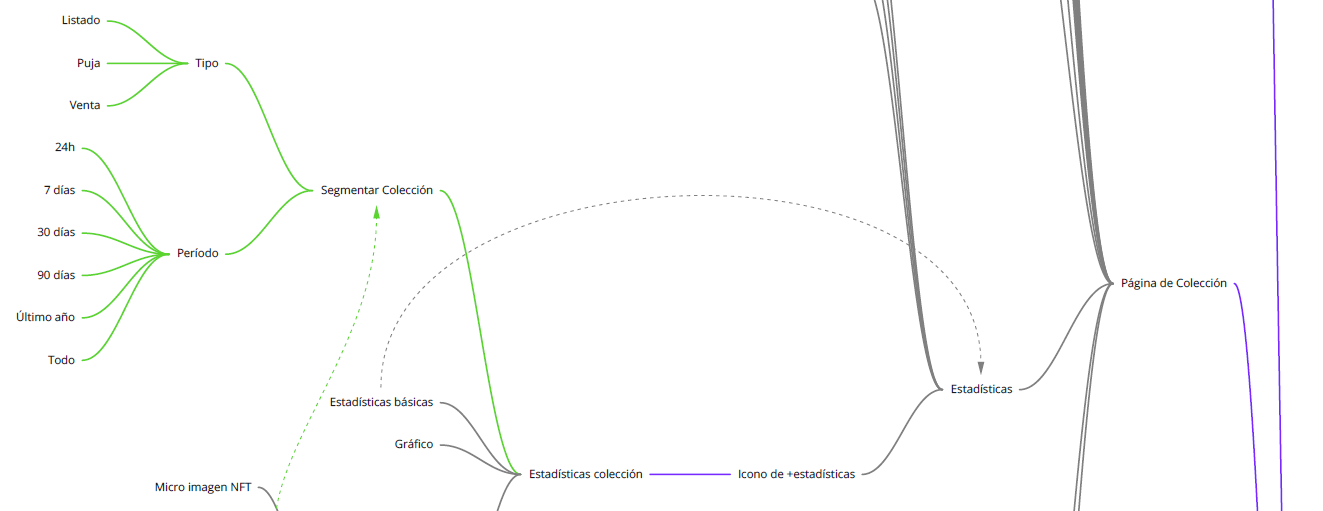 Listado
Puja
Tipo
Venta
24h
7 días
Segmentar Colección
30 días
Período
90 días
Página de Colección
Último año
Todo
Estadísticas
Estadísticas básicas
Gráfico
Estadísticas colección
Icono de +estadísticas
Micro imagen NFT